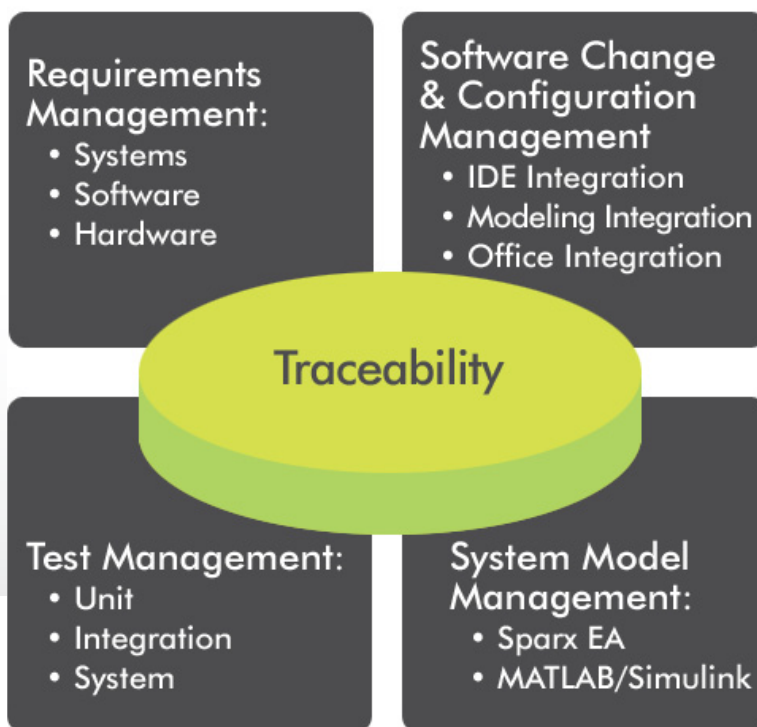 Requirements
Management:
• Systems
• Software
• Hardware
Software Change
& Configuration
Management
• IDE Integration
• Modeling Integration
• Office Integration
Traceability
Test Management:
• Unit
• Integration
• System
System Model
Management:
• Sparx EA
• MATLAB/Simulink